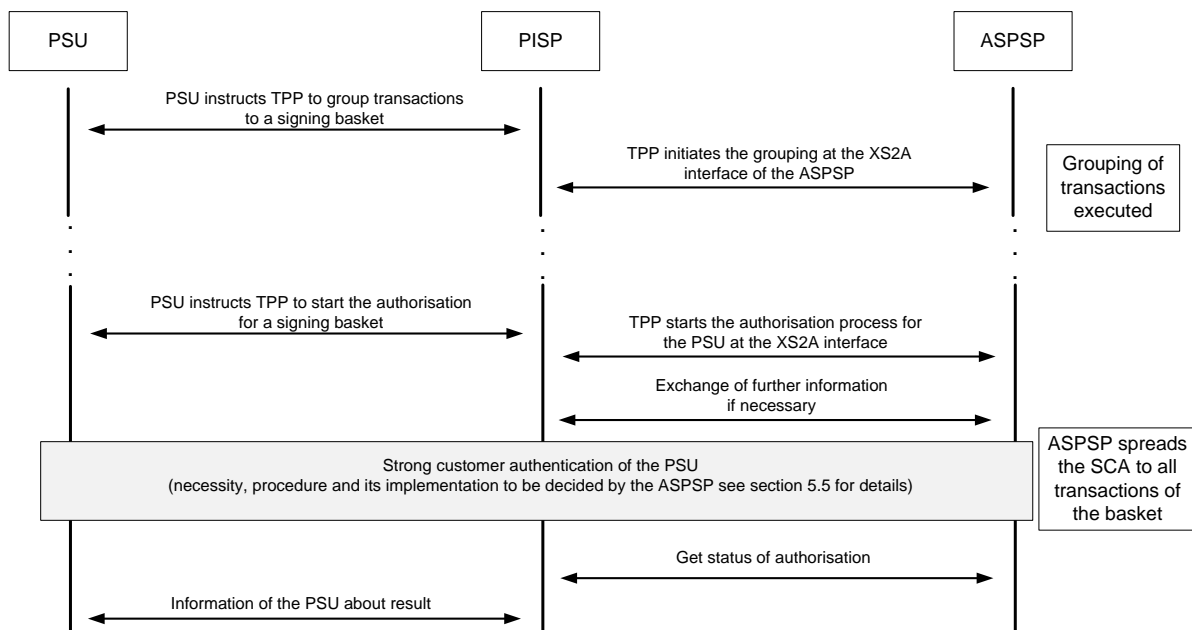 PSU
PISP
ASPSP
PSU instructs TPP to group transactions
to a signing basket
TPP initiates the grouping at the XS2A
interface of the ASPSP
Grouping of
transactions
executed
PSU instructs TPP to start the authorisation
for a signing basket
TPP starts the authorisation process for
the PSU at the XS2A interface
Exchange of further information
if necessary
Strong customer authentication of the PSU
(necessity, procedure and its implementation to be decided by the ASPSP see section 5.5 for details)
ASPSP spreads
the SCA to all
transactions of
the basket
Get status of authorisation
Information of the PSU about result